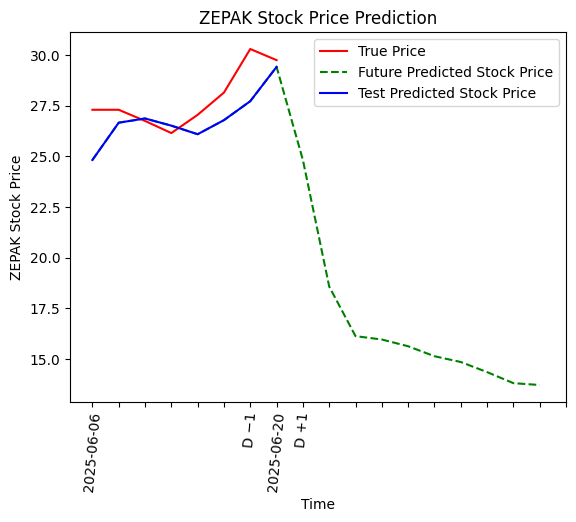 ZEPAK Stock Price Prediction
True Price
Future Predicted Stock Price
Test Predicted Stock Price
ZEPAK Stock Price
30.0
27.5
25.0
22.5
20.0
17.5
15.0
2025-06-06
D −1
2025-06-20
D +1
Time